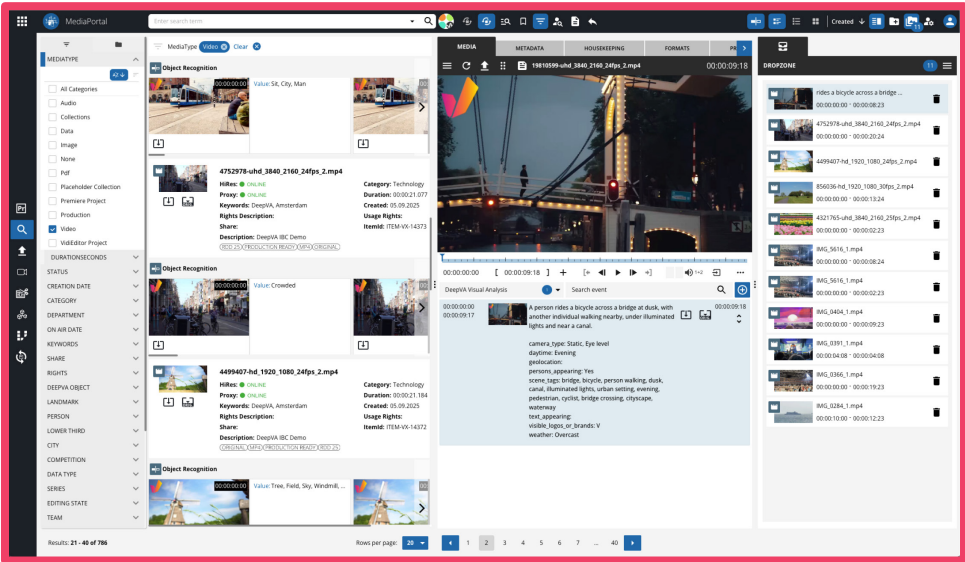 MediaPortal
Enter search term
Created
11
MEDIATYPE
AZ
All Categories
Audio
Collections
Data
Image
None
Pdf
Placeholder Collection
Premiere Project
Production
Video
VidiEditor Project
DURATIONSECONDS
STATUS
CREATION DATE
CATEGORY
DEPARTMENT
ON AIR DATE
KEYWORDS
SHARE
RIGHTS
DEEPVA OBJECT
LANDMARK
PERSON
LOWER THIRD
CITY
COMPETITION
DATA TYPE
SERIES
EDITING STATE
TEAM
Pr
MediaType Video Clear
Object Recognition
00:00:00:00 Value: Sit, City, Man
00
4752978-uhd_3840_2160_24fps_2.mp4
HiRes: ONLINE Category: Technology
Proxy: ONLINE Duration: 00:00:21.077
Keywords: DeepVA, Amsterdam Created: 05.09.2025
Rights Description: Usage Rights:
Share: ItemId: ITEM-VX-14373
Description: DeepVA IBC Demo
RDD 25 PRODUCTION READY MP4 ORIGINAL
Object Recognition
00:00:00:00 Value: Crowded
00
4499407-hd_1920_1080_24fps_2.mp4
HiRes: ONLINE Category: Technology
Proxy: ONLINE Duration: 00:00:21.184
Keywords: DeepVA, Amsterdam Created: 05.09.2025
Rights Description: Usage Rights:
Share: ItemId: ITEM-VX-14372
Description: DeepVA IBC Demo
ORIGINAL MP4 PRODUCTION READY RDD 25
Object Recognition
00:00:00:00 Value: Tree, Field, Sky, Windmill, ...
00
Results: 21 - 40 of 786
Rows per page: 20
1 2 3 4 5 6 7 ... 40
MEDIA METADATA HOUSEKEEPING FORMATS PR
19810599-uhd_3840_2160_24fps_2.mp4 00:00:09:18
00:00:00:00 [ 00:00:09:18 ] 1+2
DeepVA Visual Analysis Search event
00:00:00:00
00:00:09:17
A person rides a bicycle across a bridge at dusk, with
another individual walking nearby, under illuminated
lights and near a canal.
00:00:09:18
camera_type: Static, Eye level
daytime: Evening
geolocation:
persons_appearing: Yes
scene_tags: bridge, bicycle, person walking, dusk,
canal, illuminated lights, urban setting, evening,
pedestrian, cyclist, bridge crossing, cityscape,
waterway
text_appearing:
visible_logos_or_brands: V
weather: Overcast
DROPZONE 11
rides a bicycle across a bridge ...
00:00:00:00 - 00:00:08:23
4752978-uhd_3840_2160_24fps_2.mp4
00:00:00:00 - 00:00:20:24
4499407-hd_1920_1080_24fps_2.mp4
856036-hd_1920_1080_30fps_2.mp4
00:00:00:00 - 00:00:13:24
4321765-uhd_3840_2160_25fps_2.mp4
00:00:00:00 - 00:00:02:23
IMG_5616_1.mp4
00:00:00:00 - 00:00:08:24
IMG_5616_1.mp4
00:00:00:00 - 00:00:02:23
IMG_0404_1.mp4
00:00:00:00 - 00:00:09:23
IMG_0391_1.mp4
00:00:04:08 - 00:00:04:08
IMG_0366_1.mp4
00:00:00:00 - 00:00:19:23
IMG_0284_1.mp4
00:00:10:00 - 00:00:12:23